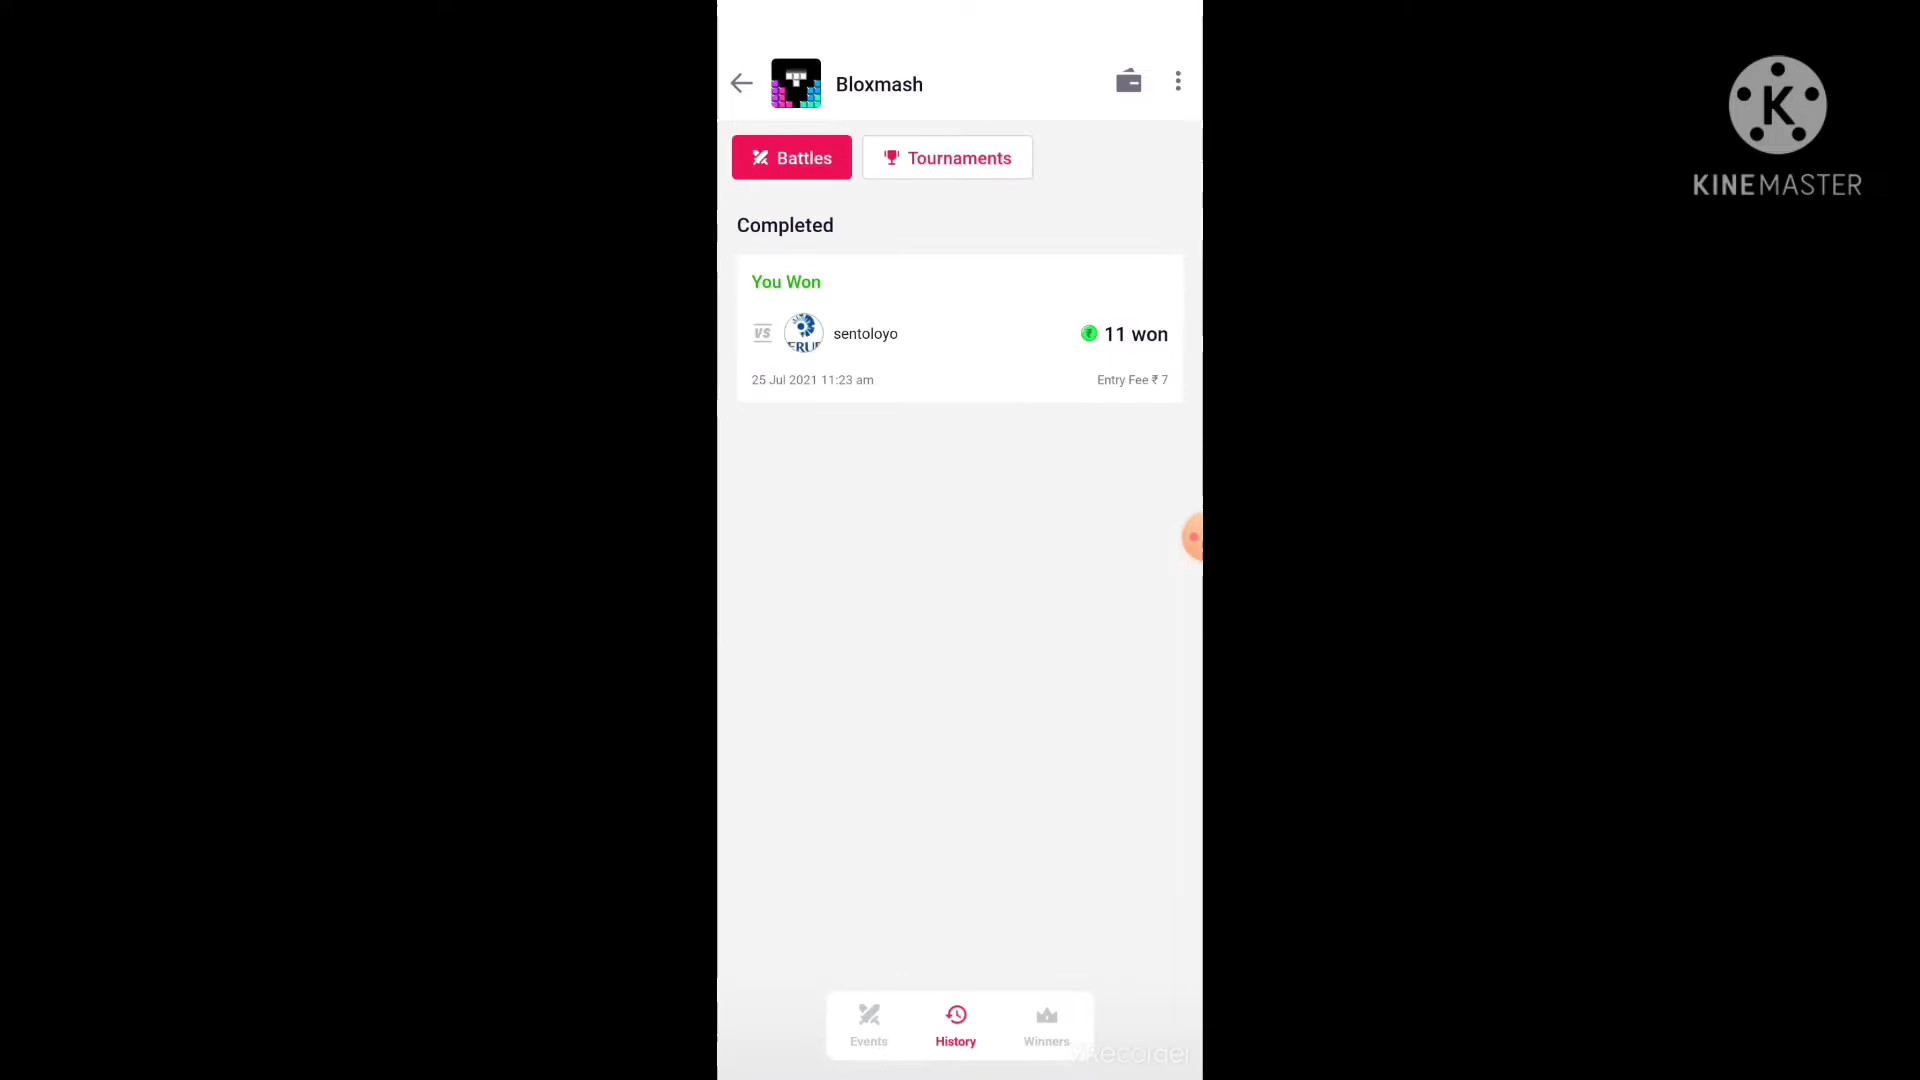 Bloxmash
KINEMASTER
Battles
Tournaments
Completed
You Won
VS
sentoloyo
11 won
25 Jul 2021 11:23 am
Entry Fee ₹ 7
Events
History
Winners